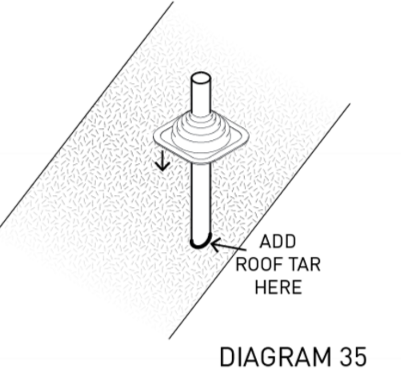 ADD
ROOF TAR
HERE
DIAGRAM 35